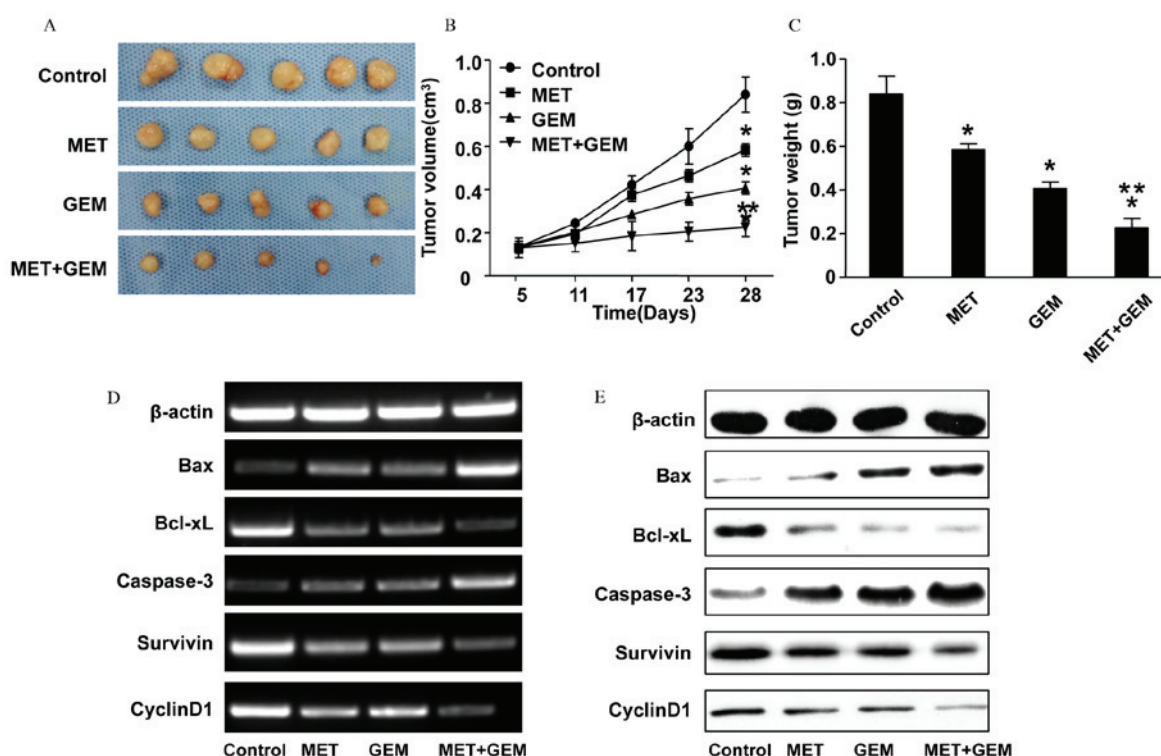 A
Control
MET
GEM
MET+GEM
B
Tumor volume(cm³)
1.0
0.8
0.6
0.4
0.2
0
Control
MET
GEM
MET+GEM
*
*
**
*
5 11 17 23 28
Time(Days)
C
Tumor weight (g)
0.8
0.6
0.4
0.2
0
*
*
**
*
Control MET GEM MET+GEM
D
β-actin
Bax
Bcl-xL
Caspase-3
Survivin
CyclinD1
Control MET GEM MET+GEM
E
β-actin
Bax
Bcl-xL
Caspase-3
Survivin
CyclinD1
Control MET GEM MET+GEM